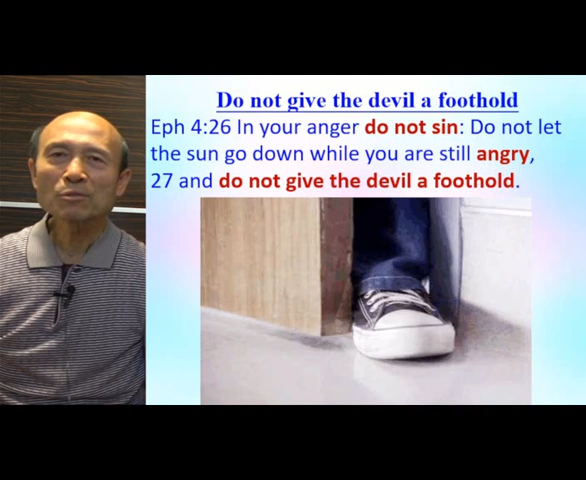 Do not give the devil a foothold
Eph 4:26 In your anger do not sin: Do not let
the sun go down while you are still angry,
27 and do not give the devil a foothold.